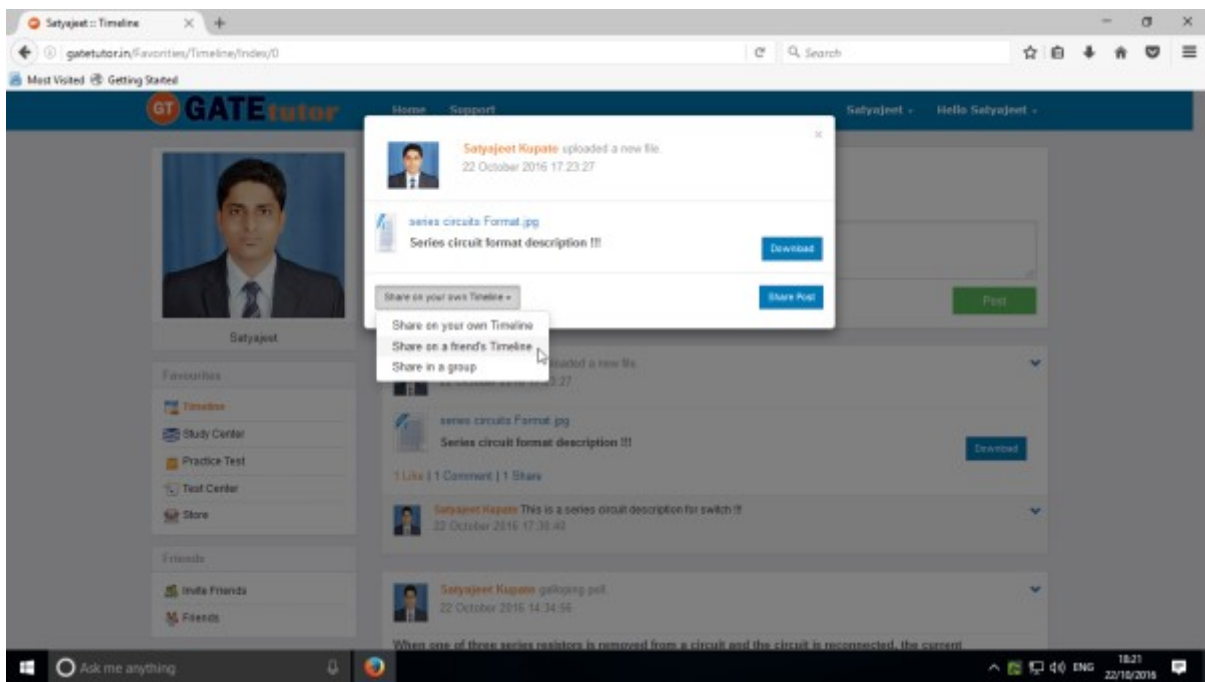 Satyajeet :: Timeline
gatetutor.in/Favorities/Timeline/Index/0
Search
Most Visited Getting Started
GT GATEtutor Home Support Satyajeet Hello Satyajeet
Satyajeet Kupate uploaded a new file.
22 October 2016 17:23:27
series circuits Format.jpg
Series circuit format description !!!
Download
Share on your own Timeline
Share Post
Share on your own Timeline
Share on a friend's Timeline
Share in a group
Post
Satyajeet
Favourites
Timeline
Study Center
Practice Test
Test Center
Store
Friends
Invite Friends
Friends
uploaded a new file.
series circuits Format.jpg
Series circuit format description !!!
Download
1 Like | 1 Comment | 1 Share
Satyajeet Kupate This is a series circuit description for switch !!!
22 October 2016 17:38:40
Satyajeet Kupate galloping poll.
22 October 2016 14:34:56
When one of three series resistors is removed from a circuit and the circuit is reconnected, the current
Ask me anything
ENG
18:21
22/10/2016